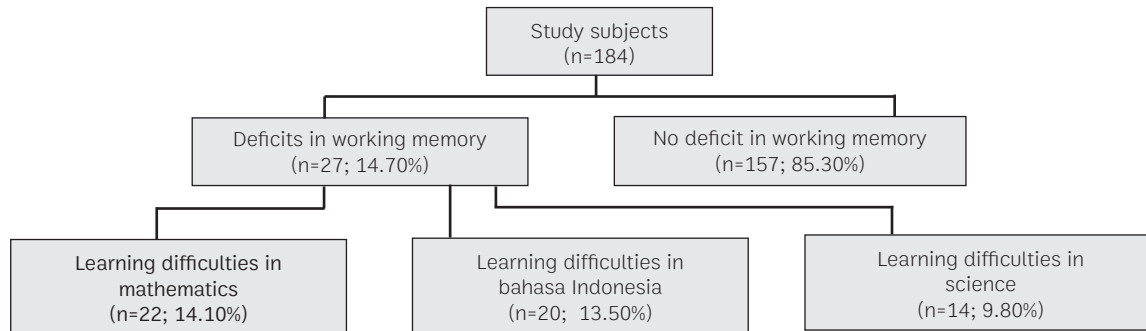 Study subjects
(n=184)
Deficits in working memory
(n=27; 14.70%)
No deficit in working memory
(n=157; 85.30%)
Learning difficulties in
mathematics
(n=22; 14.10%)
Learning difficulties in
bahasa Indonesia
(n=20; 13.50%)
Learning difficulties in
science
(n=14; 9.80%)